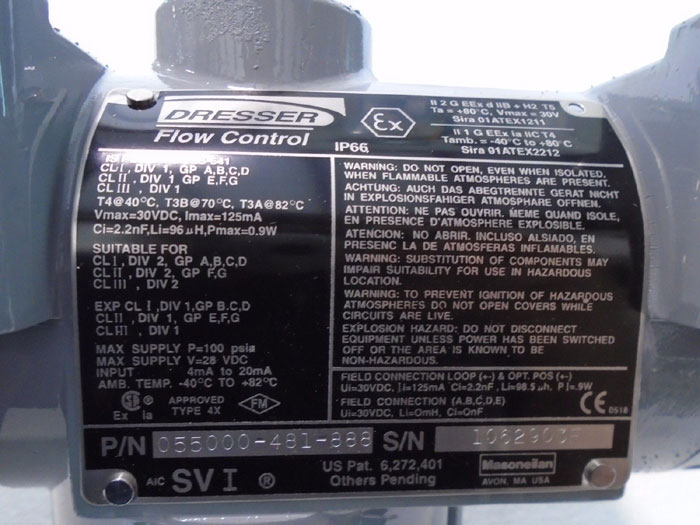 DRESSER
Flow Control
IP66
Ex
II 2 G EEx d IIB + H2 T5
Ta = +80°C, Vmax = 30V
Sira 01ATEX1211
II 1 G EEx ia IIC T4
Tamb. = -40°C to +80°C
Sira 01ATEX2212
CL I, DIV 1, GP A,B,C,D
CL II, DIV 1, GP E,F,G
CL III, DIV 1
T4@40°C, T3B@70°C, T3A@82°C
Vmax=30VDC, Imax=125mA
Ci=2.2nF,Li=96µH,Pmax=0.9W
SUITABLE FOR
CL I, DIV 2, GP A,B,C,D
CL II, DIV 2, GP F,G
CL III, DIV 2
EXP CL I, DIV 1,GP B.C,D
CL II, DIV 1, GP E,F,G
CL III, DIV 1
MAX SUPPLY P=100 psia
MAX SUPPLY V=28 VDC
INPUT 4mA to 20mA
AMB. TEMP. -40°C TO +82°C
Ex ia
APPROVED
TYPE 4X
FM
WARNING: DO NOT OPEN, EVEN WHEN ISOLATED,
WHEN FLAMMABLE ATMOSPHERES ARE PRESENT.
ACHTUNG: AUCH DAS ABEGTRENNTE GERAT NICHT
IN EXPLOSIONSFAHIGER ATMOSPHARE OFFNEN.
ATTENTION: NE PAS OUVRIR. MEME QUAND ISOLE,
EN PRESENCE D'ATMOSPHERE EXPLOSIBLE.
ATENCION: NO ABRIR. INCLUO ALSIADO, EN
PRESENC LA DE ATMOSFERAS INFLAMABLES.
WARNING: SUBSTITUTION OF COMPONENTS MAY
IMPAIR SUITABILITY FOR USE IN HAZARDOUS
LOCATION.
WARNING: TO PREVENT IGNITION OF HAZARDOUS
ATMOSPHERES DO NOT OPEN COVERS WHILE
CIRCUITS ARE LIVE.
EXPLOSION HAZARD: DO NOT DISCONNECT
EQUIPMENT UNLESS POWER HAS BEEN SWITCHED
OFF OR THE AREA IS KNOWN TO BE
NON-HAZARDOUS.
FIELD CONNECTION LOOP (+-) & OPT. POS (+-)
Ui=30VDC, Ii=125mA Ci=2.2nF ,Li=98.5 µh, Pi=.9W
FIELD CONNECTION (A,B,C,D,E)
Ui=30VDC, Li=0mH, Ci=0nF
CE 0518
P/N 055000-481-888 S/N
US Pat. 6,272,401
Others Pending
A/C SVI ®
Masoneilan
AVON, MA USA